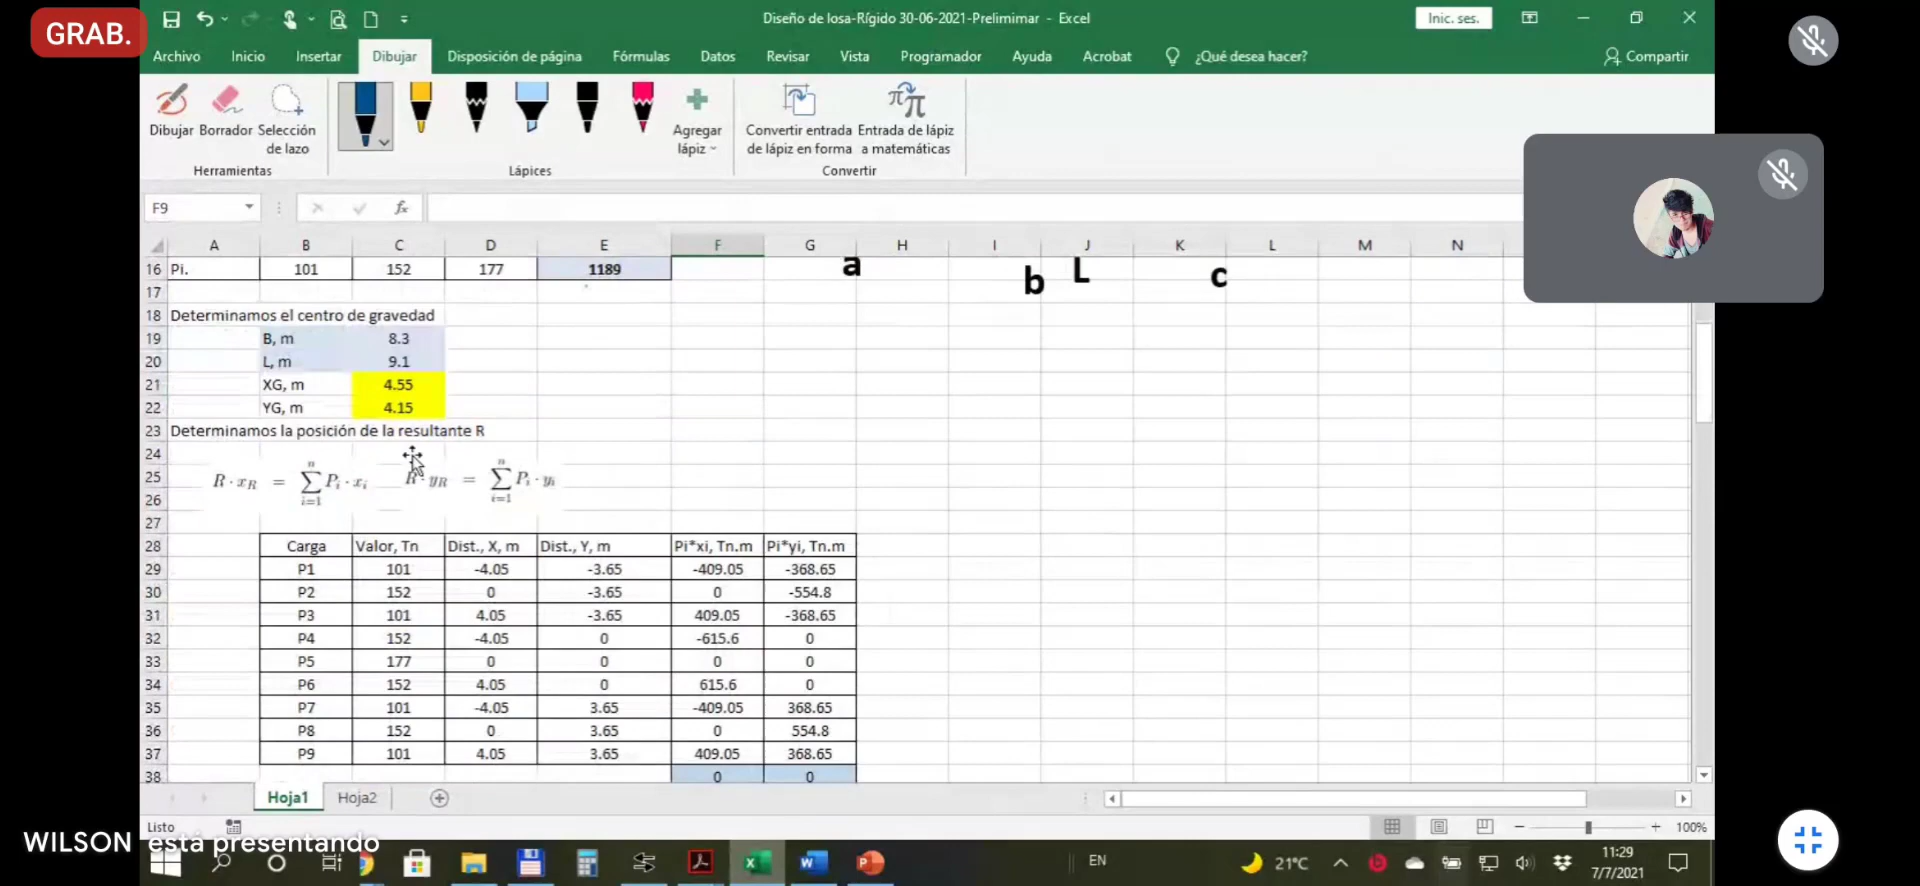 GRAB.
Diseño de losa-Rígido 30-06-2021-Prelimimar - Excel
Inic. ses.
Archivo Inicio Insertar Dibujar Disposición de página Fórmulas Datos Revisar Vista Programador Ayuda Acrobat ¿Qué desea hacer? Compartir
Dibujar Borrador Selección de lazo
Agregar lápiz
Convertir entrada de lápiz en forma
Entrada de lápiz a matemáticas
Herramientas Lápices Convertir
F9 fx
A B C D E F G H I J K L M N
16 Pi. 101 152 177 1189 a b L c
17
18 Determinamos el centro de gravedad
19 B, m 8.3
20 L, m 9.1
21 XG, m 4.55
22 YG, m 4.15
23 Determinamos la posición de la resultante R
24
25 R · xR = ∑ni=1 Pi · xi R · yR = ∑ni=1 Pi · yi
26
27
28 Carga Valor, Tn Dist., X, m Dist., Y, m Pi*xi, Tn.m Pi*yi, Tn.m
29 P1 101 -4.05 -3.65 -409.05 -368.65
30 P2 152 0 -3.65 0 -554.8
31 P3 101 4.05 -3.65 409.05 -368.65
32 P4 152 -4.05 0 -615.6 0
33 P5 177 0 0 0 0
34 P6 152 4.05 0 615.6 0
35 P7 101 -4.05 3.65 -409.05 368.65
36 P8 152 0 3.65 0 554.8
37 P9 101 4.05 3.65 409.05 368.65
38 0 0
Hoja1 Hoja2
Listo 100%
WILSON está presentando
EN 21°C 11:29
7/7/2021